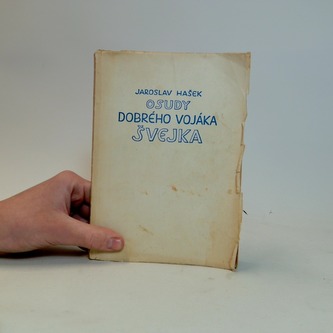 JAROSLAV HAŠEK
OSUDY
DOBRÉHO VOJÁKA
ŠVEJKA